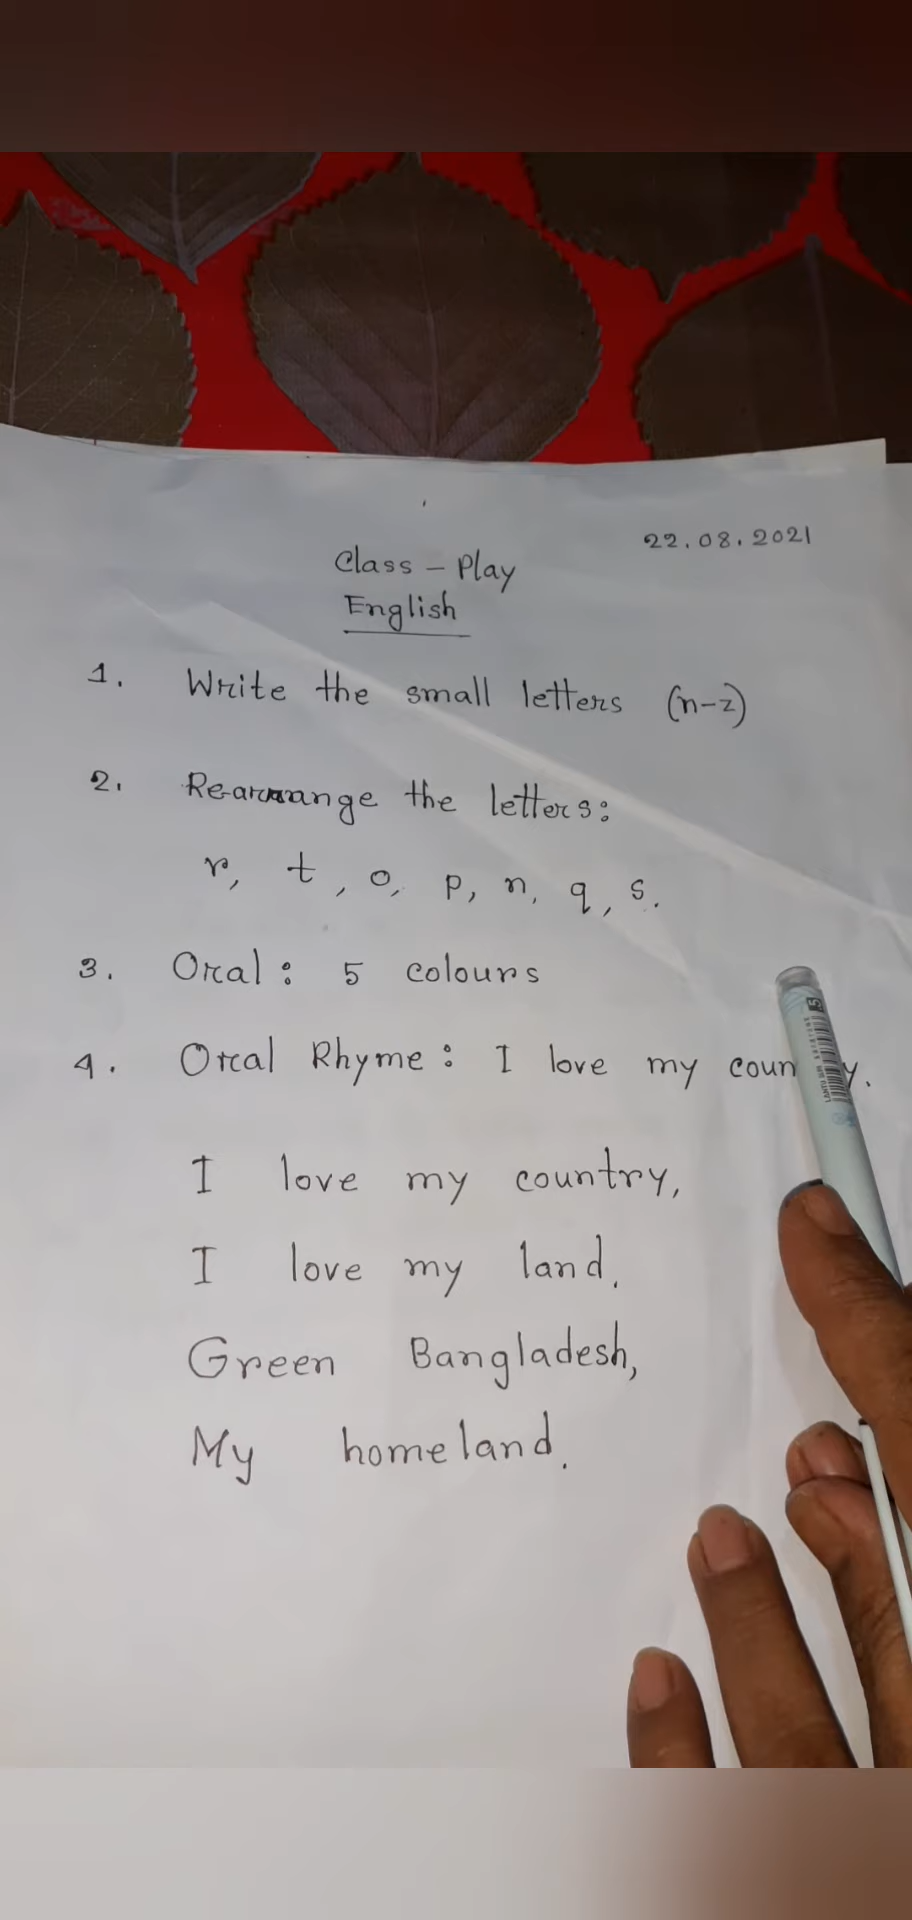 22.08.2021
Class - Play
English
1. Write the small letters (n-z)
2. Rearrange the letters:
r, t, o, p, n, q, s.
3. Oral: 5 colours
4. Oral Rhyme: I love my coun y.
I love my country,
I love my land.
Green Bangladesh,
My homeland.